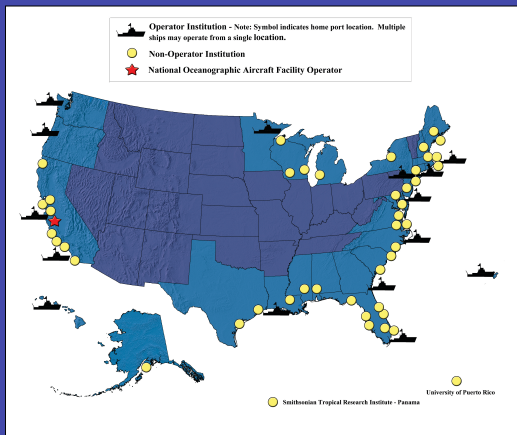 Operator Institution - Note: Symbol indicates home port location. Multiple
ships may operate from a single location.
Non-Operator Institution
National Oceanographic Aircraft Facility Operator
University of Puerto Rico
Smithsonian Tropical Research Institute - Panama